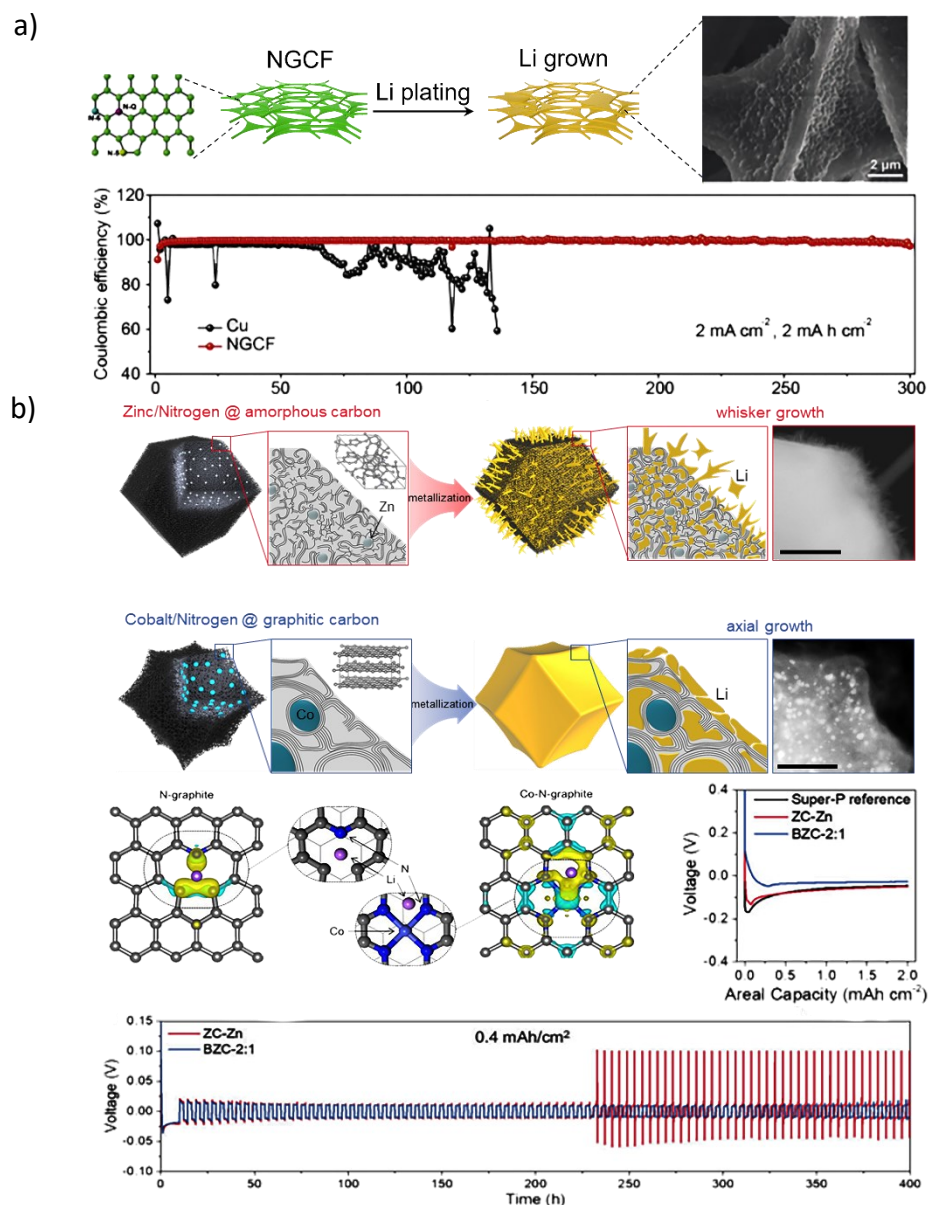 a)
NGCF
Li plating
Li grown
N-Q
N-6
N-5
2 μm
Coulombic efficiency (%)
120
100
80
60
40
Cu
NGCF
2 mA cm⁻², 2 mA h cm⁻²
0
50
75
100
125
150
175
200
225
250
275
300
b)
Zinc/Nitrogen @ amorphous carbon
whisker growth
Zn
metallization
Li
Cobalt/Nitrogen @ graphitic carbon
axial growth
Co
metallization
Li
N-graphite
Co-N-graphite
N
Li
Co
Voltage (V)
0.4
0.2
0.0
-0.2
-0.4
Super-P reference
ZC-Zn
BZC-2:1
0.0
0.5
1.0
1.5
2.0
Areal Capacity (mAh cm⁻²)
Voltage (V)
0.15
0.10
0.05
0.00
-0.05
-0.10
ZC-Zn
BZC-2:1
0.4 mAh/cm²
0
50
100
150
200
250
300
350
400
Time (h)